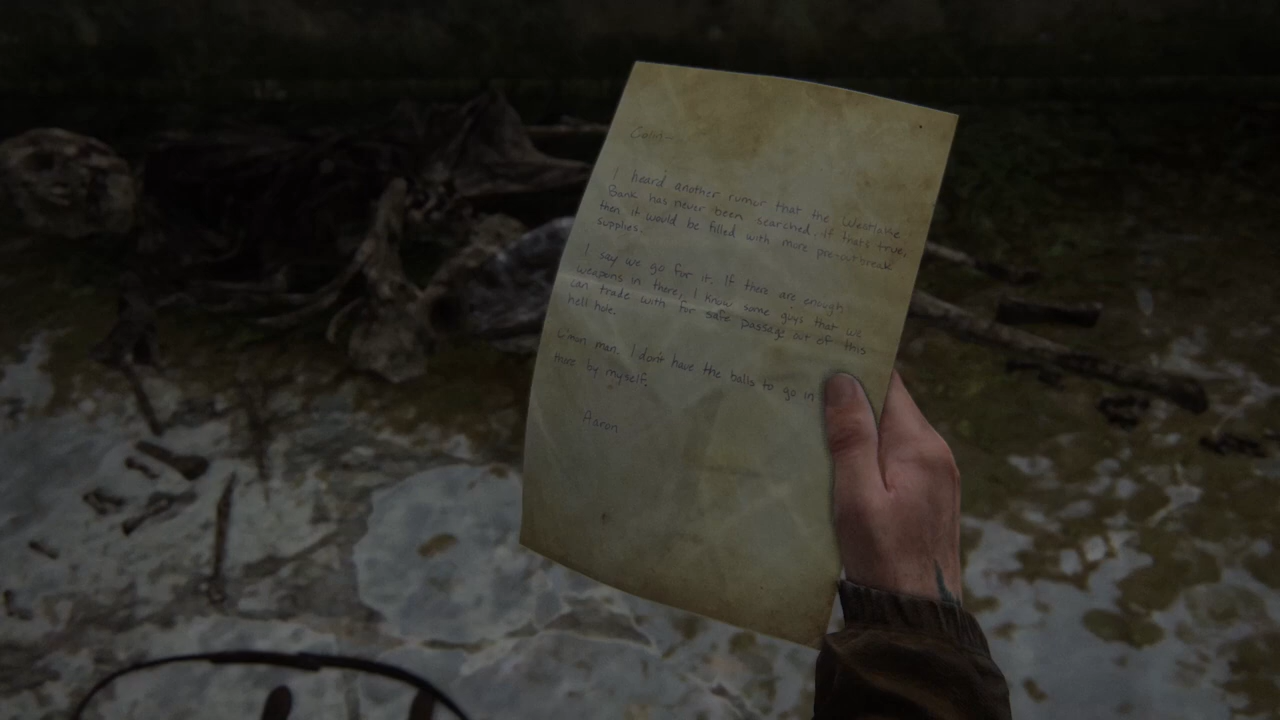 Colin-
I heard another rumor that the Westlake
Bank has never been searched. If thats true,
then it would be filled with more pre-outbreak
supplies.
I say we go for it. If there are enough
weapons in there, I know some guys that we
can trade with for safe passage out of this
hell hole.
C'mon man. I don't have the balls to go in
there by myself.
Aaron